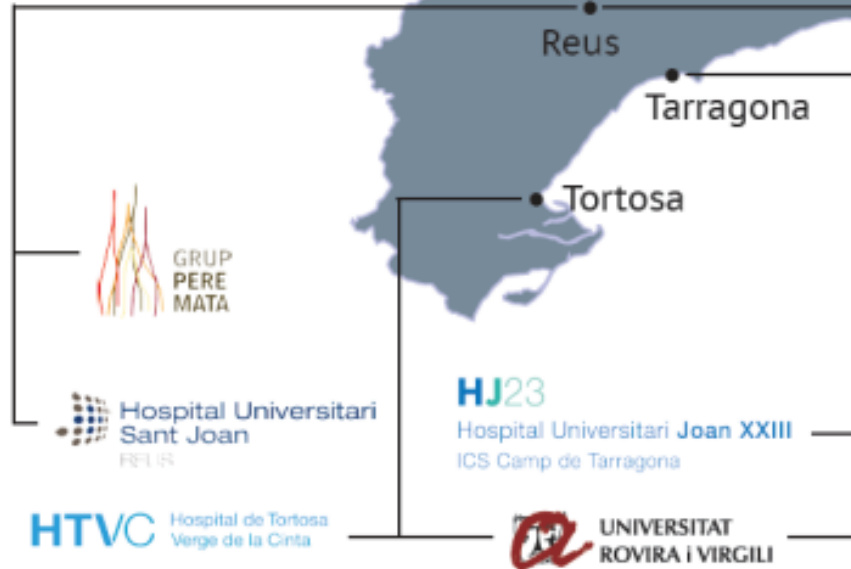 Reus
Tarragona
Tortosa
GRUP
PERE
MATA
Hospital Universitari
Sant Joan
REUS
HJ23
Hospital Universitari Joan XXIII
ICS Camp de Tarragona
HTVC
Hospital de Tortosa
Verge de la Cinta
UNIVERSITAT
ROVIRA i VIRGILI